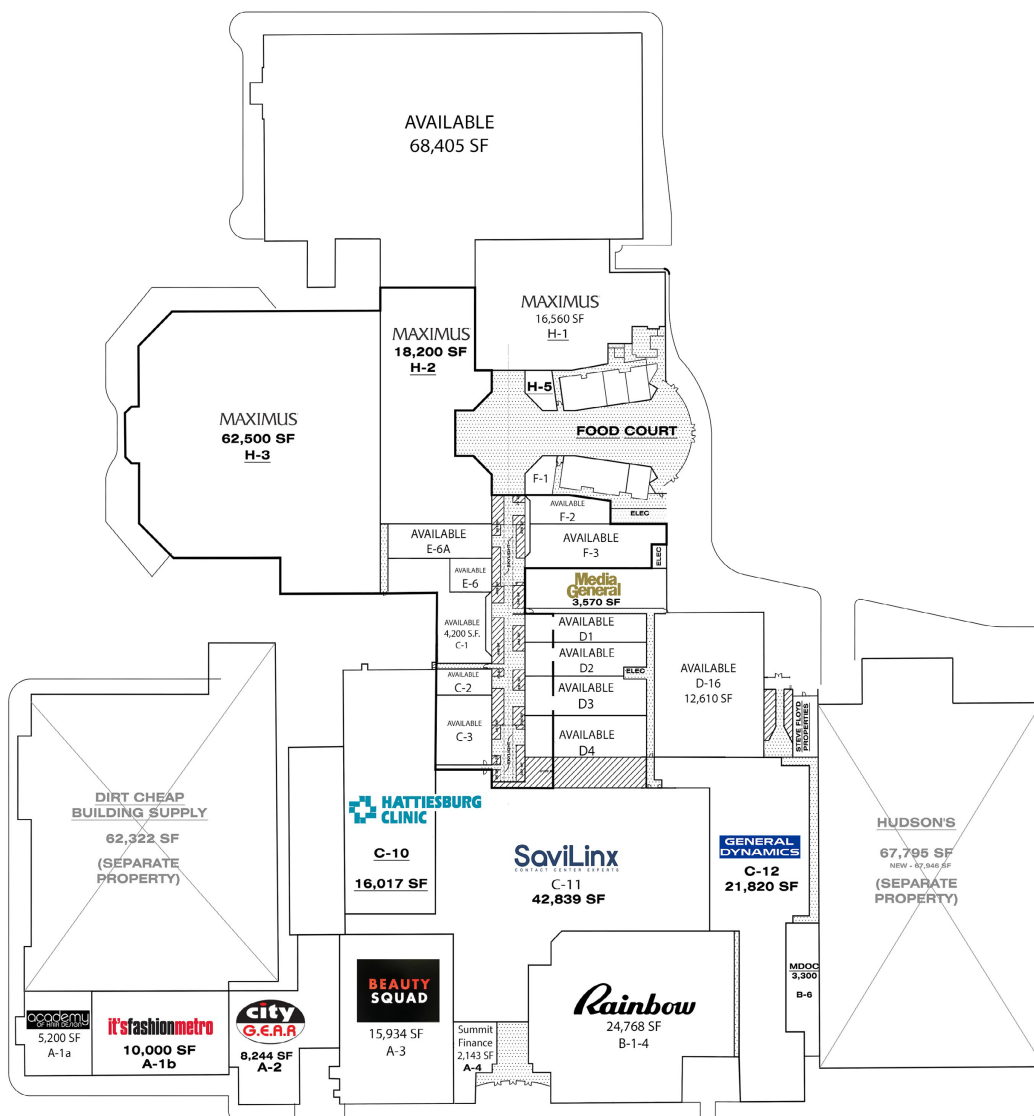 AVAILABLE
68,405 SF
MAXIMUS
16,560 SF
H-1
MAXIMUS
18,200 SF
H-2
MAXIMUS
62,500 SF
H-3
H-5
FOOD COURT
F-1
AVAILABLE
F-2
ELEC
AVAILABLE
F-3
ELEC
AVAILABLE
E-6A
AVAILABLE
E-6
Media
General
3,570 SF
AVAILABLE
4,200 S.F.
C-1
AVAILABLE
D1
AVAILABLE
D2
ELEC
AVAILABLE
D3
AVAILABLE
D4
AVAILABLE
C-2
AVAILABLE
C-3
AVAILABLE
D-16
12,610 SF
STEVE FLOYD
PROPERTIES
DIRT CHEAP
BUILDING SUPPLY
62,322 SF
(SEPARATE
PROPERTY)
HATTIESBURG
CLINIC
C-10
16,017 SF
SaviLinx
CONTACT CENTER EXPERTS
C-11
42,839 SF
GENERAL
DYNAMICS
C-12
21,820 SF
HUDSON'S
67,795 SF
NEW - 67,946 SF
(SEPARATE
PROPERTY)
MDOC
3,300
B-6
academy
OF HAIR DESIGN
5,200 SF
A-1a
it'sfashionmetro
10,000 SF
A-1b
city
G.E.A.R
8,244 SF
A-2
BEAUTY
SQUAD
15,934 SF
A-3
Summit
Finance
2,143 SF
A-4
Rainbow
24,768 SF
B-1-4